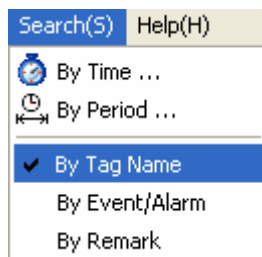 Search(S) Help(H)
By Time ...
By Period ...
By Tag Name
By Event/Alarm
By Remark